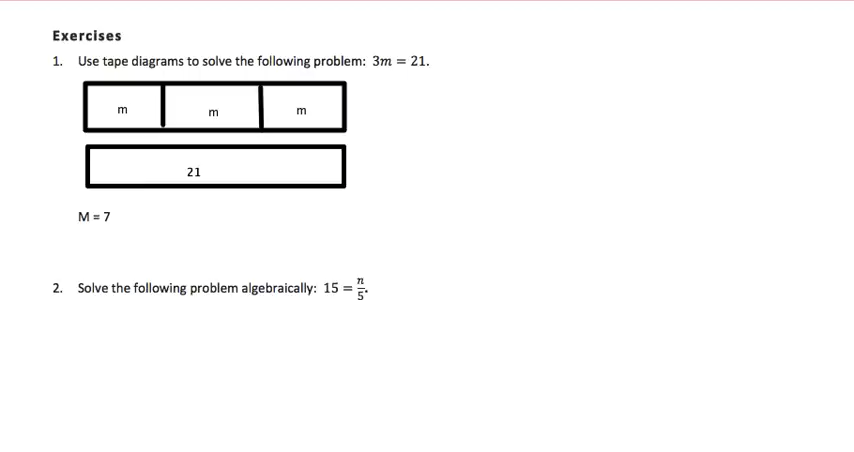 Exercises
1. Use tape diagrams to solve the following problem: 3m = 21.
m m m
21
M = 7
2. Solve the following problem algebraically: 15 = n/5.